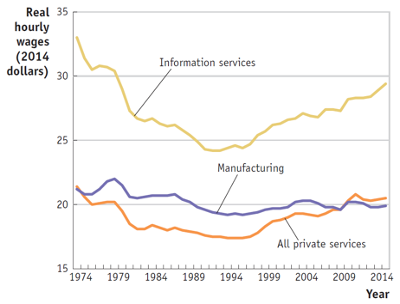 Real
hourly
wages
(2014
dollars)
35
30
25
20
15
Information services
Manufacturing
All private services
1974 1979 1984 1989 1994 1999 2004 2009 2014
Year